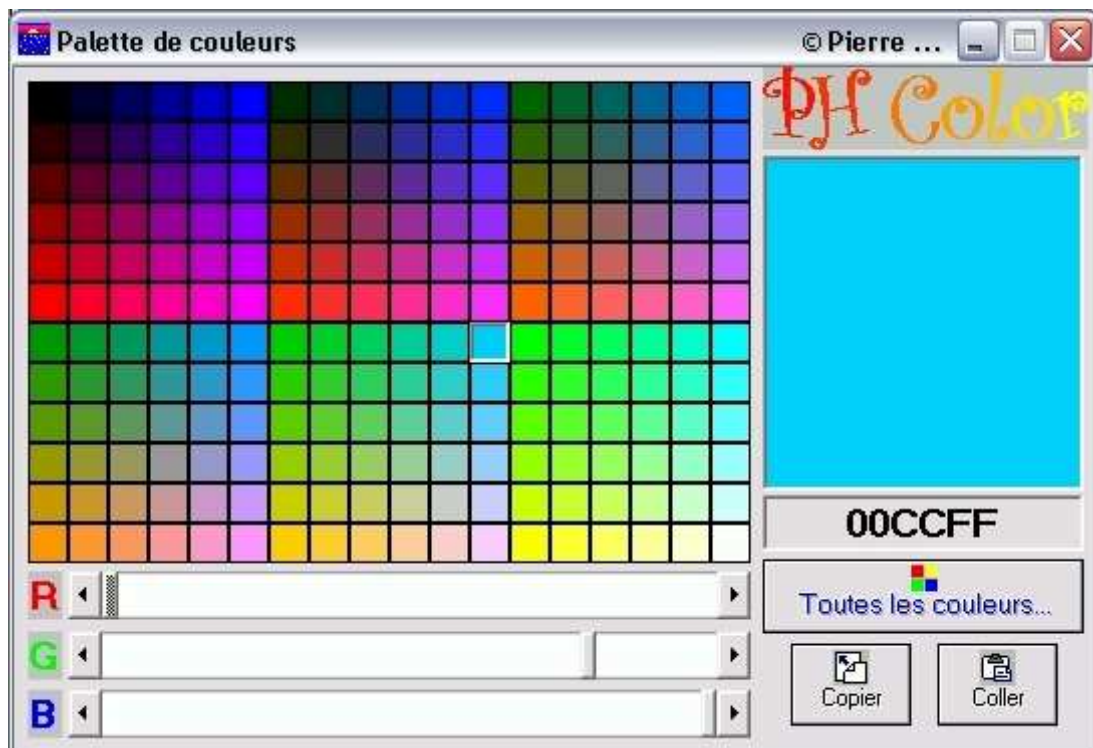 Palette de couleurs © Pierre ...
PH Color
00CCFF
R
Toutes les couleurs...
G
B
Copier Coller